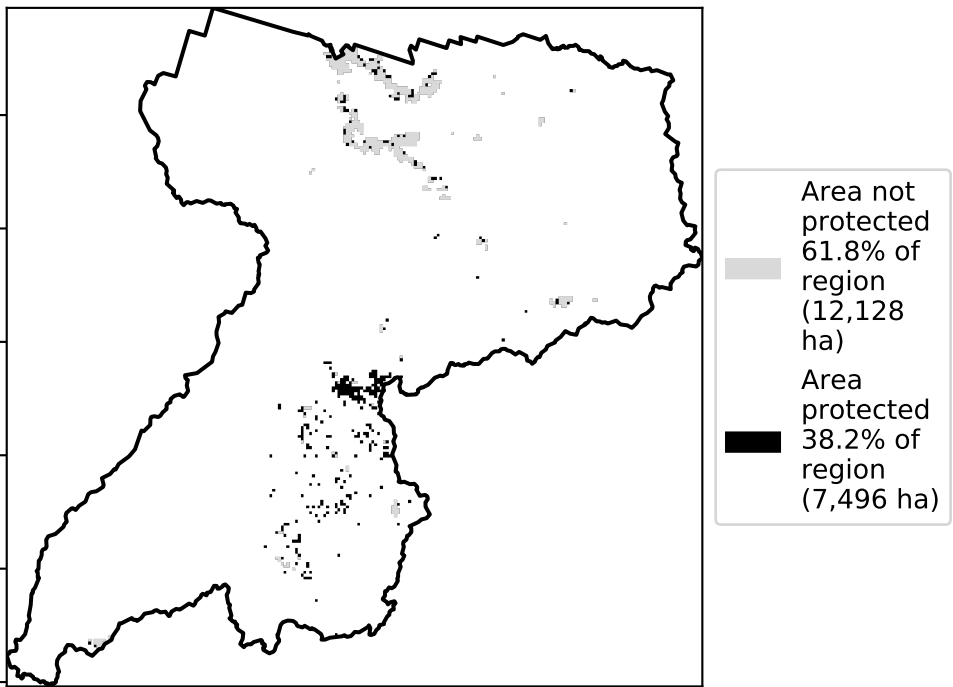 Area not
protected
61.8% of
region
(12,128
ha)
Area
protected
38.2% of
region
(7,496 ha)